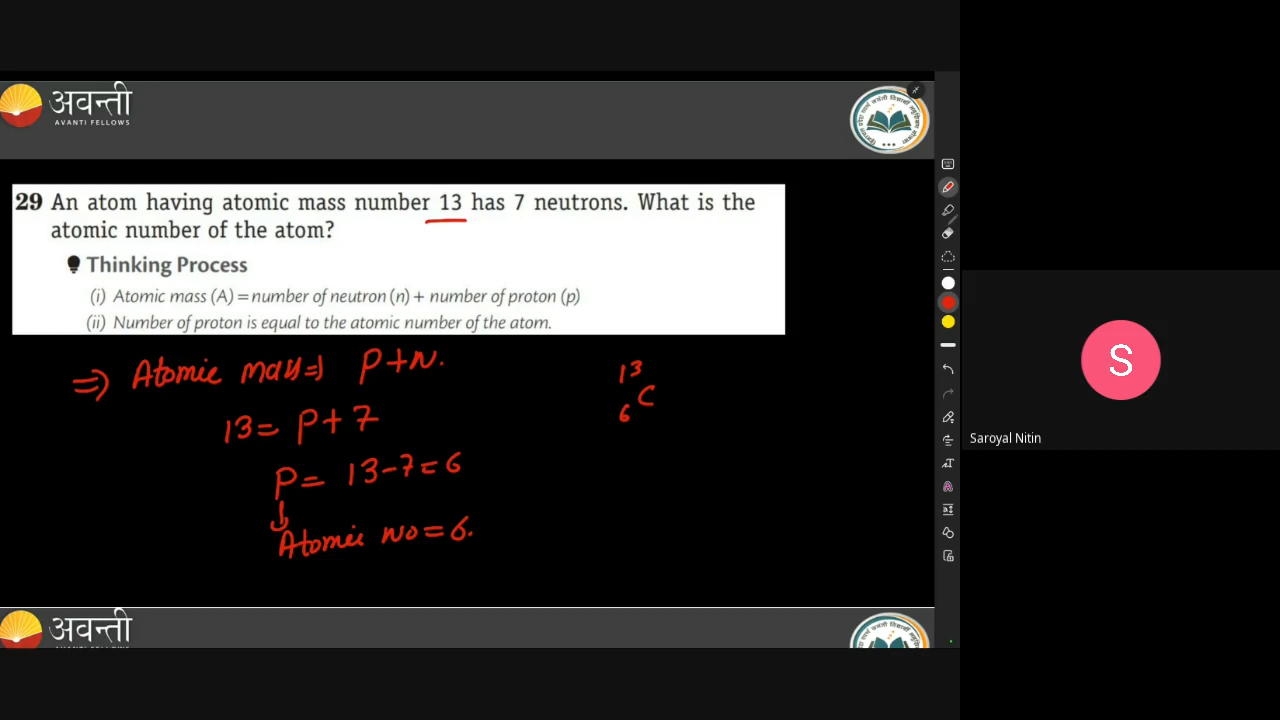 अवन्ती
AVANTI FELLOWS
29 An atom having atomic mass number 13 has 7 neutrons. What is the
atomic number of the atom?
Thinking Process
(i) Atomic mass (A) = number of neutron (n) + number of proton (p)
(ii) Number of proton is equal to the atomic number of the atom.
⇒ Atomic mass ⇒ P+N.
13 = P+7
P = 13-7 = 6
↓
Atomic no = 6.
13
C
6
S
Saroyal Nitin
अवन्ती